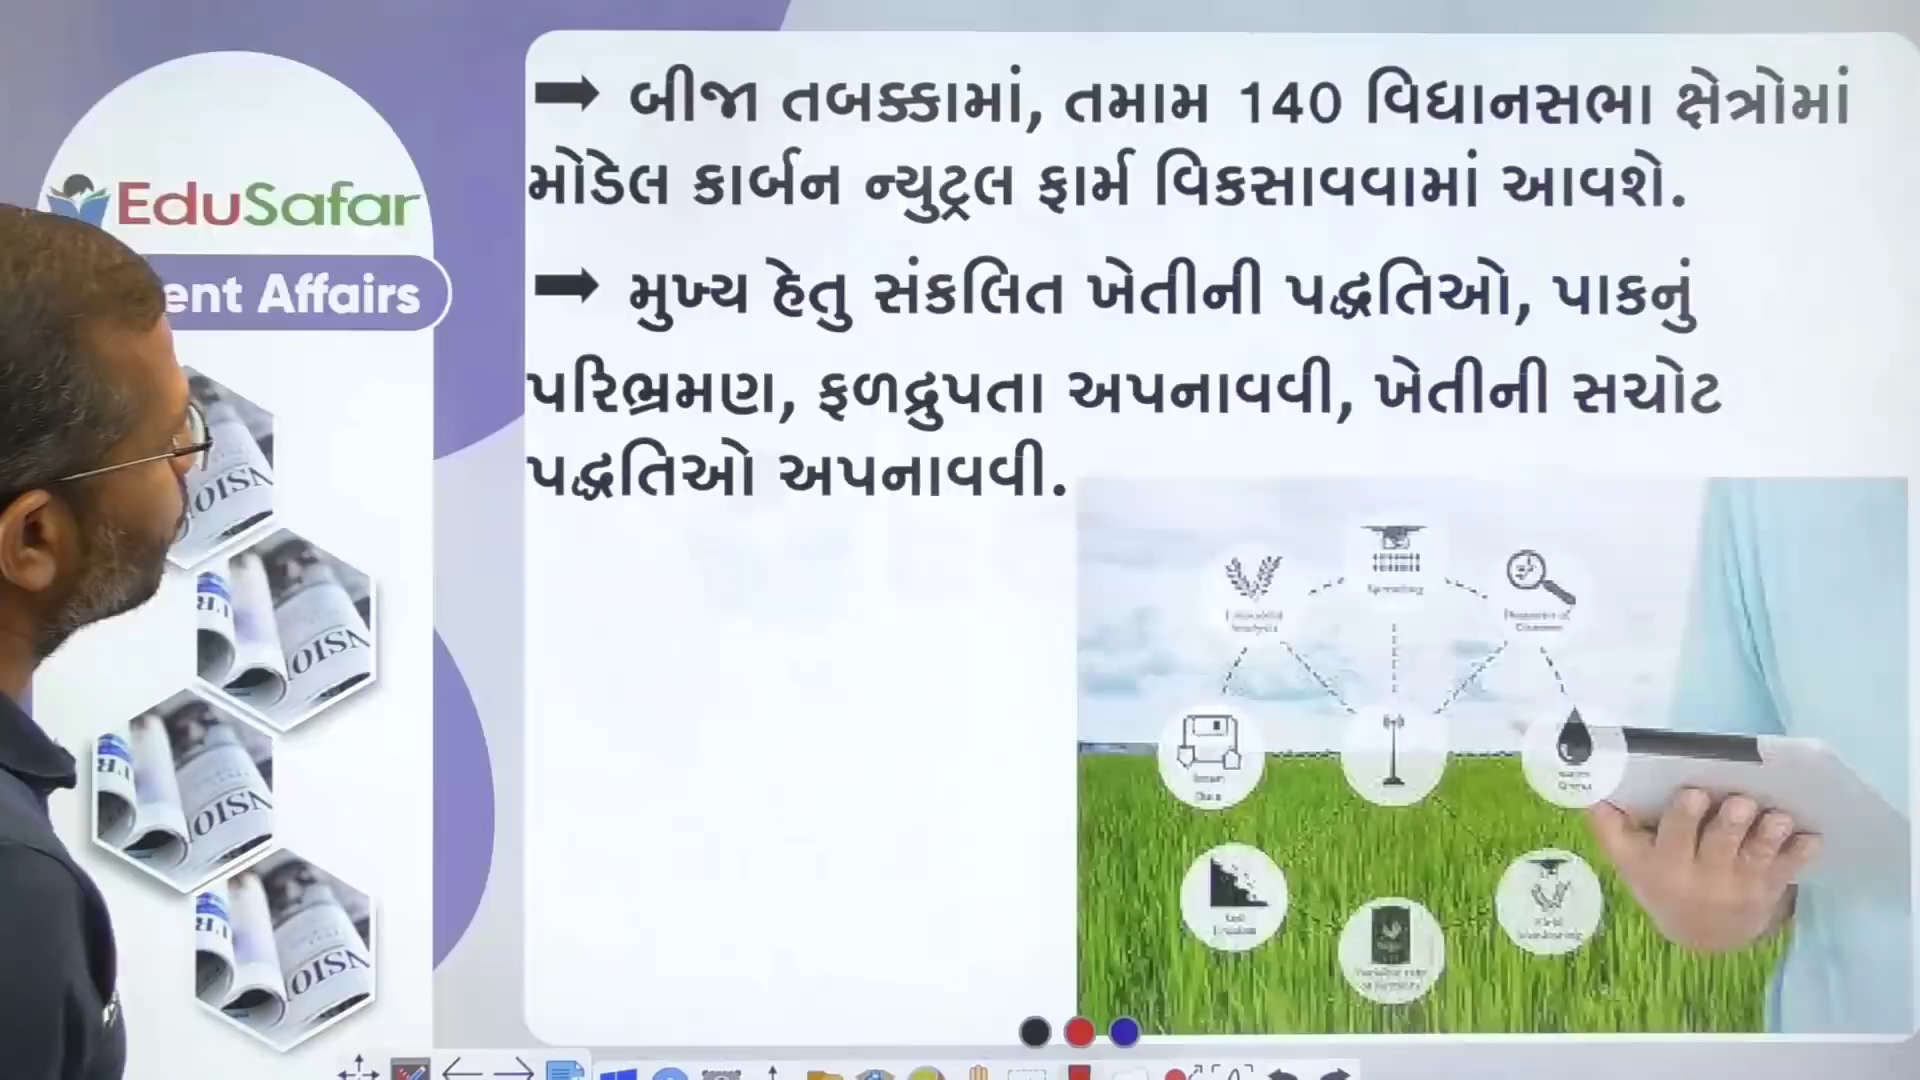 ➡ બીજા તબક્કામાં, તમામ 140 વિધાનસભા ક્ષેત્રોમાં
મોડેલ કાર્બન ન્યુટ્રલ ફાર્મ વિકસાવવામાં આવશે.
➡ મુખ્ય હેતુ સંકલિત ખેતીની પદ્ધતિઓ, પાકનું
પરિભ્રમણ, ફળદ્રુપતા અપનાવવી, ખેતીની સચોટ
પદ્ધતિઓ અપનાવવી.
EduSafar
ent Affairs